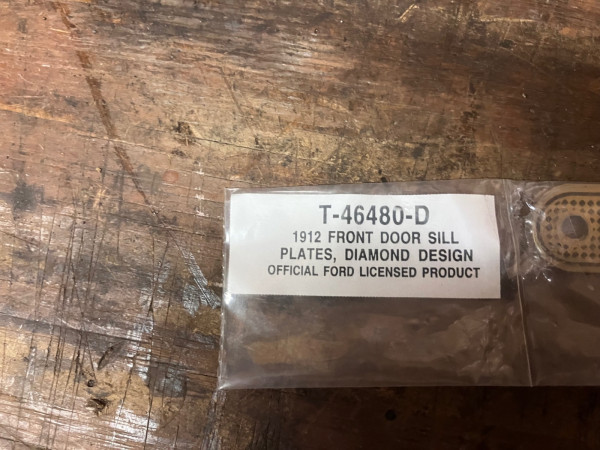 T-46480-D
1912 FRONT DOOR SILL
PLATES, DIAMOND DESIGN
OFFICIAL FORD LICENSED PRODUCT